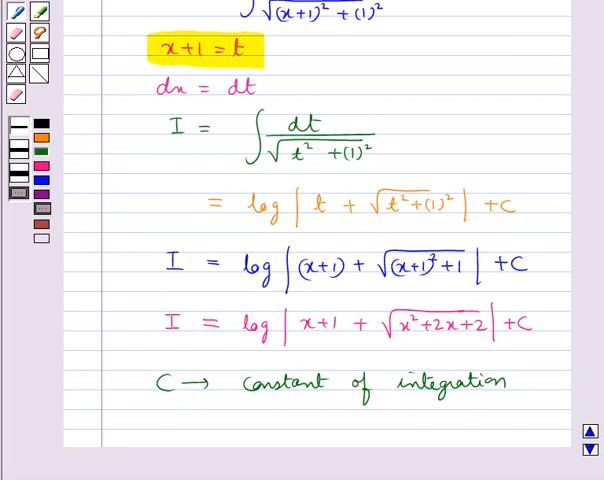 ∫ √(x+1)² + (1)²
x+1 = t
dx = dt
I = ∫ dt / √t² + (1)²
= log | t + √t² + (1)² | + C
I = log | (x+1) + √(x+1)² + 1 | + C
I = log | x+1 + √x² + 2x + 2 | + C
C → constant of integration